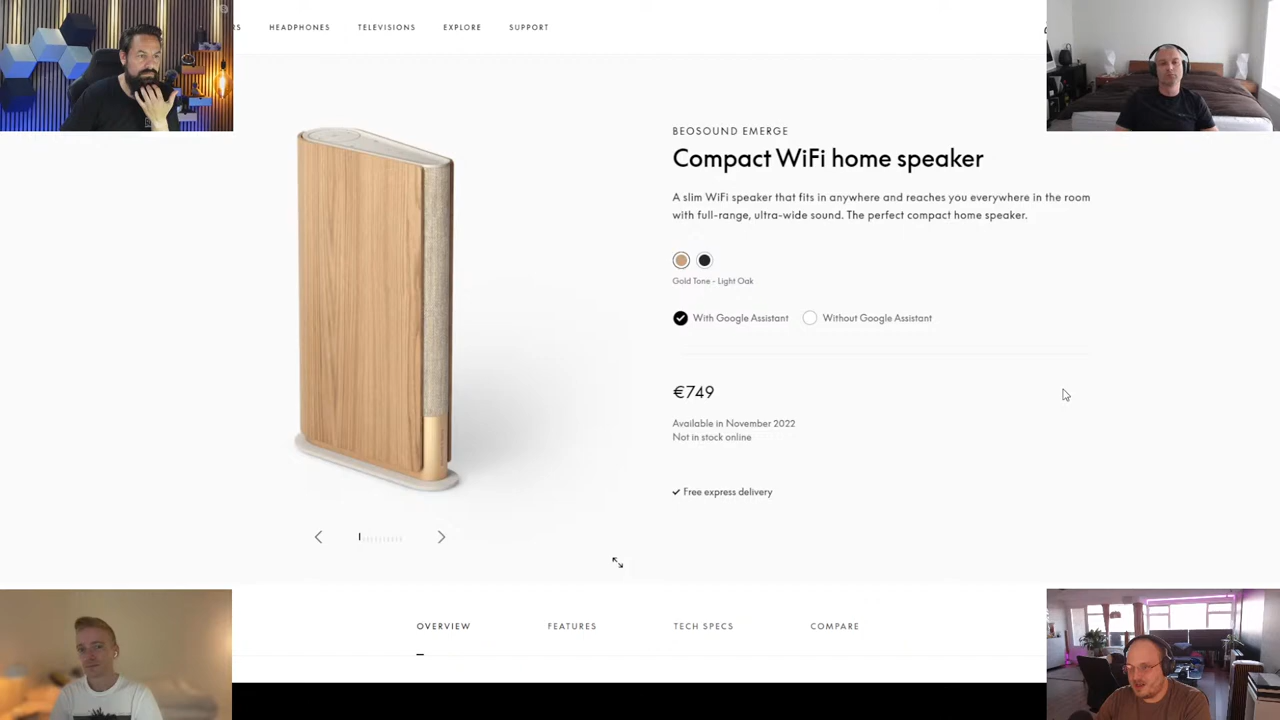 RS HEADPHONES TELEVISIONS EXPLORE SUPPORT
BEOSOUND EMERGE
Compact WiFi home speaker
A slim WiFi speaker that fits in anywhere and reaches you everywhere in the room
with full-range, ultra-wide sound. The perfect compact home speaker.
Gold Tone - Light Oak
With Google Assistant Without Google Assistant
€749
Available in November 2022
Not in stock online
Free express delivery
OVERVIEW FEATURES TECH SPECS COMPARE